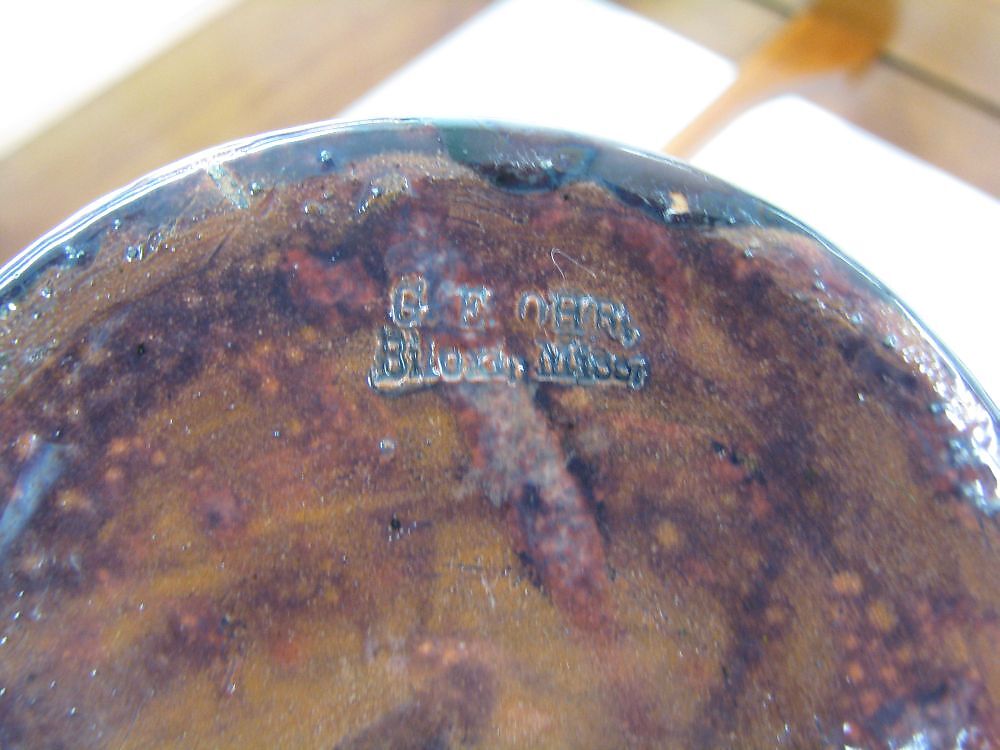 G. E. OHR,
Biloxi, Miss.